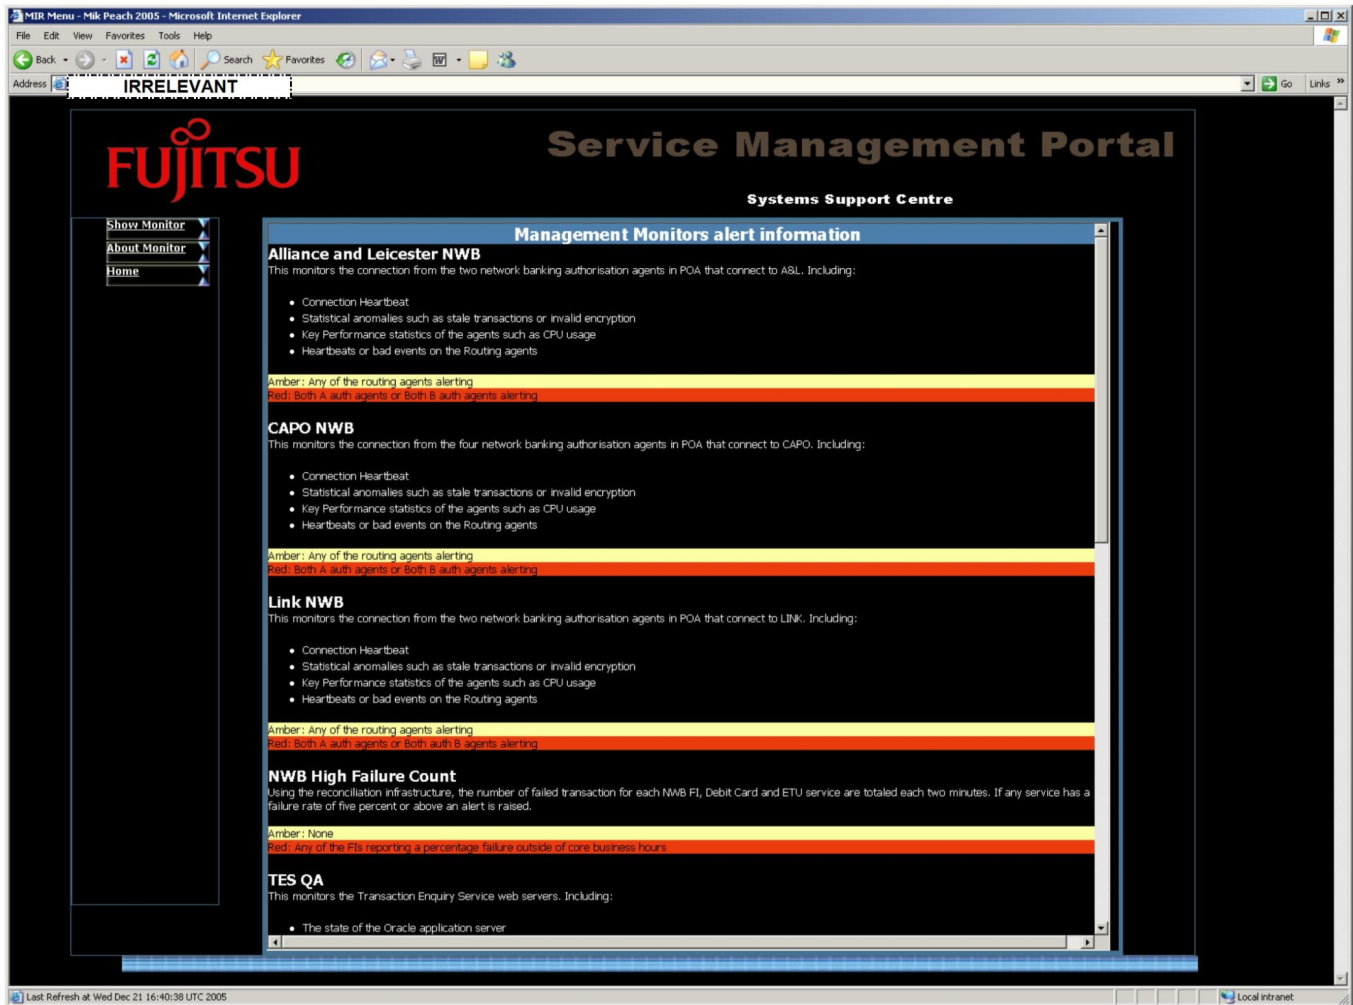 MIR Menu - Mik Peach 2005 - Microsoft Internet Explorer
File Edit View Favorites Tools Help
Back Search Favorites
Address IRRELEVANT Go Links
FUJITSU
Service Management Portal
Systems Support Centre
Show Monitor
About Monitor
Home
Management Monitors alert information
Alliance and Leicester NWB
This monitors the connection from the two network banking authorisation agents in POA that connect to A&L. Including:
• Connection Heartbeat
• Statistical anomalies such as stale transactions or invalid encryption
• Key Performance statistics of the agents such as CPU usage
• Heartbeats or bad events on the Routing agents
Amber: Any of the routing agents alerting
Red: Both A auth agents or Both B auth agents alerting
CAPO NWB
This monitors the connection from the four network banking authorisation agents in POA that connect to CAPO. Including:
• Connection Heartbeat
• Statistical anomalies such as stale transactions or invalid encryption
• Key Performance statistics of the agents such as CPU usage
• Heartbeats or bad events on the Routing agents
Amber: Any of the routing agents alerting
Red: Both A auth agents or Both B auth agents alerting
Link NWB
This monitors the connection from the two network banking authorisation agents in POA that connect to LINK. Including:
• Connection Heartbeat
• Statistical anomalies such as stale transactions or invalid encryption
• Key Performance statistics of the agents such as CPU usage
• Heartbeats or bad events on the Routing agents
Amber: Any of the routing agents alerting
Red: Both A auth agents or Both auth B agents alerting
NWB High Failure Count
Using the reconciliation infrastructure, the number of failed transaction for each NWB FI, Debit Card and ETU service are totaled each two minutes. If any service has a
failure rate of five percent or above an alert is raised.
Amber: None
Red: Any of the FIs reporting a percentage failure outside of core business hours
TES QA
This monitors the Transaction Enquiry Service web servers. Including:
• The state of the Oracle application server
Last Refresh at Wed Dec 21 16:40:38 UTC 2005
Local intranet